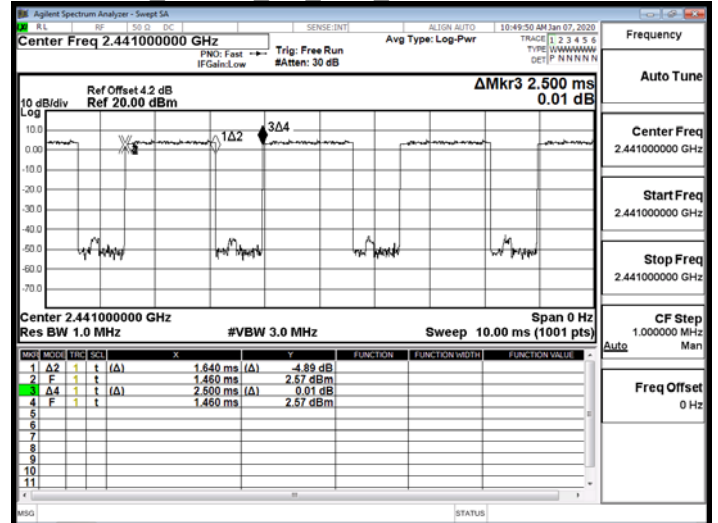 Agilent Spectrum Analyzer - Swept SA
RL RF 50 Ω DC SENSE:INT ALIGN AUTO 10:49:50 AM Jan 07, 2020
Center Freq 2.441000000 GHz Avg Type: Log-Pwr TRACE 1 2 3 4 5 6
PNO: Fast Trig: Free Run TYPE WWWWWW
IFGain:Low #Atten: 30 dB DET P N N N N N
Ref Offset 4.2 dB ΔMkr3 2.500 ms
10 dB/div Ref 20.00 dBm 0.01 dB
Log
10.0
0.00
-10.0
-20.0
-30.0
-40.0
-50.0
-60.0
-70.0
1Δ2
3Δ4
Center 2.441000000 GHz Span 0 Hz
Res BW 1.0 MHz #VBW 3.0 MHz Sweep 10.00 ms (1001 pts)
MKR MODE TRC SCL X Y FUNCTION FUNCTION WIDTH FUNCTION VALUE
1 Δ2 1 t (Δ) 1.640 ms (Δ) -4.89 dB
2 F 1 t 1.460 ms 2.57 dBm
3 Δ4 1 t (Δ) 2.500 ms (Δ) 0.01 dB
4 F 1 t 1.460 ms 2.57 dBm
5
6
7
8
9
10
11
MSG STATUS
Frequency
Auto Tune
Center Freq
2.441000000 GHz
Start Freq
2.441000000 GHz
Stop Freq
2.441000000 GHz
CF Step
1.000000 MHz
Auto Man
Freq Offset
0 Hz